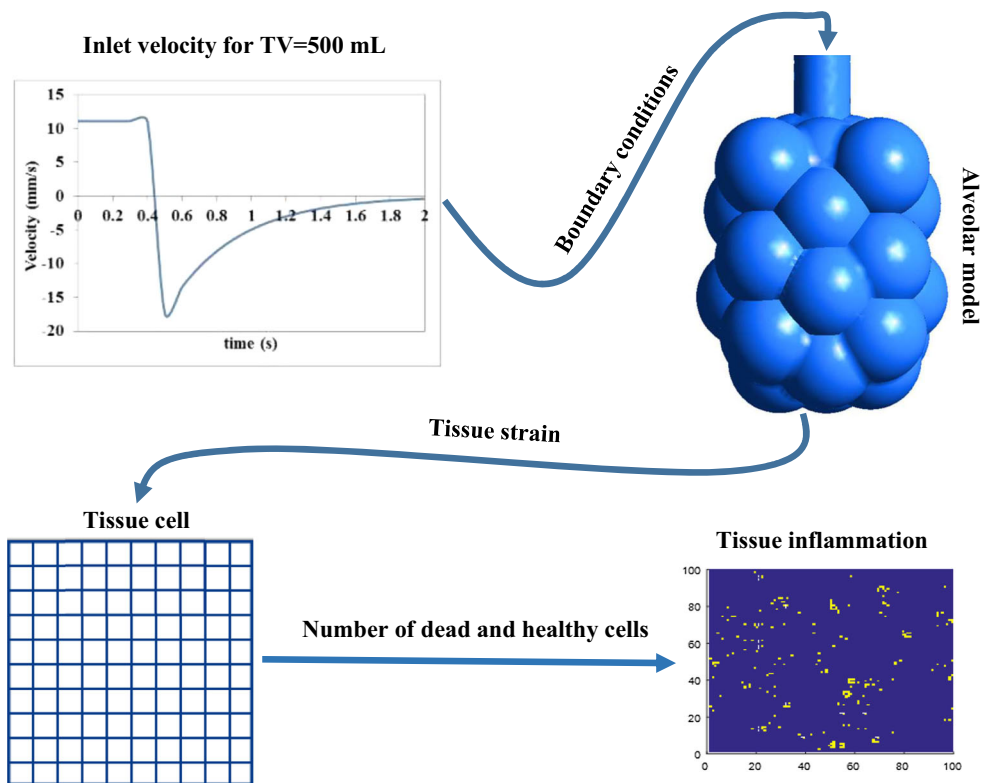 Inlet velocity for TV=500 mL
15
10
5
0
-5
-10
-15
-20
0 0.2 0.4 0.6 0.8 1 1.2 1.4 1.6 1.8 2
Velocity (mm/s)
time (s)
Boundary conditions
Alveolar model
Tissue strain
Tissue cell
Number of dead and healthy cells
Tissue inflammation
100
80
60
40
20
0
0 20 40 60 80 100